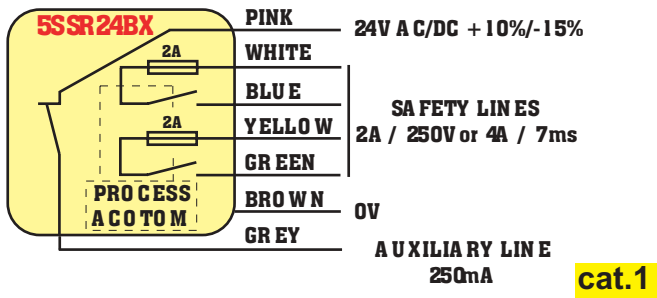 5SSR24BX
PINK
24V AC/DC +10%/-15%
2A
WHITE
BLUE
SAFETY LINES
2A
YELLOW
2A / 250V or 4A / 7ms
GREEN
PROCESS
ACOTOM
BROWN
0V
GREY
AUXILIARY LINE
250mA
cat.1